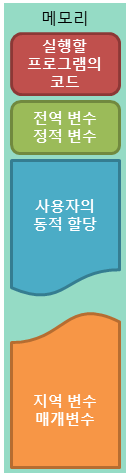 메모리
실행할
프로그램의
코드
전역 변수
정적 변수
사용자의
동적 할당
지역 변수
매개변수